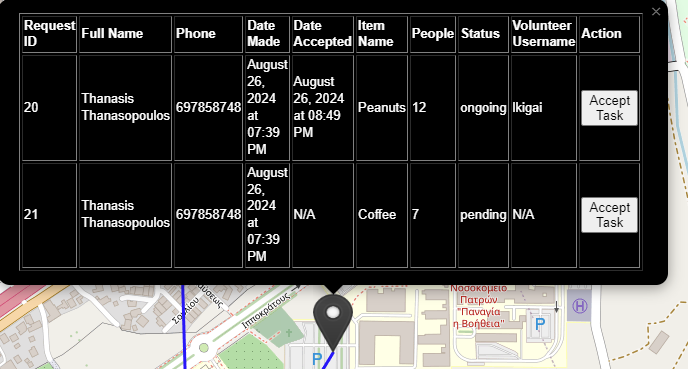 ×
Request ID Full Name Phone Date Made Date Accepted Item Name People Status Volunteer Username Action
20 Thanasis Thanasopoulos 697858748 August 26, 2024 at 07:39 PM August 26, 2024 at 08:49 PM Peanuts 12 ongoing Ikigai Accept Task
21 Thanasis Thanasopoulos 697858748 August 26, 2024 at 07:39 PM N/A Coffee 7 pending N/A Accept Task
Ιπποκράτους
Σουλίου
Νοσοκομείο
Πατρών
"Παναγία
η Βοήθεια"
H
P
P